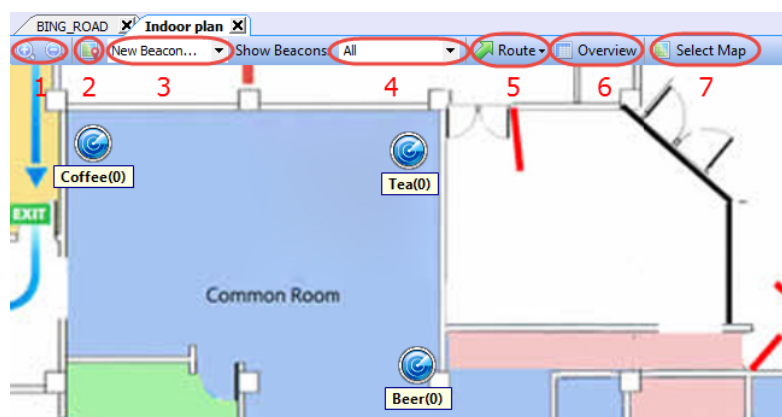 BING_ROAD X Indoor plan X
New Beacon... Show Beacons: All Route Overview Select Map
1 2 3 4 5 6 7
Coffee(0)
Tea(0)
EXIT
Common Room
Beer(0)